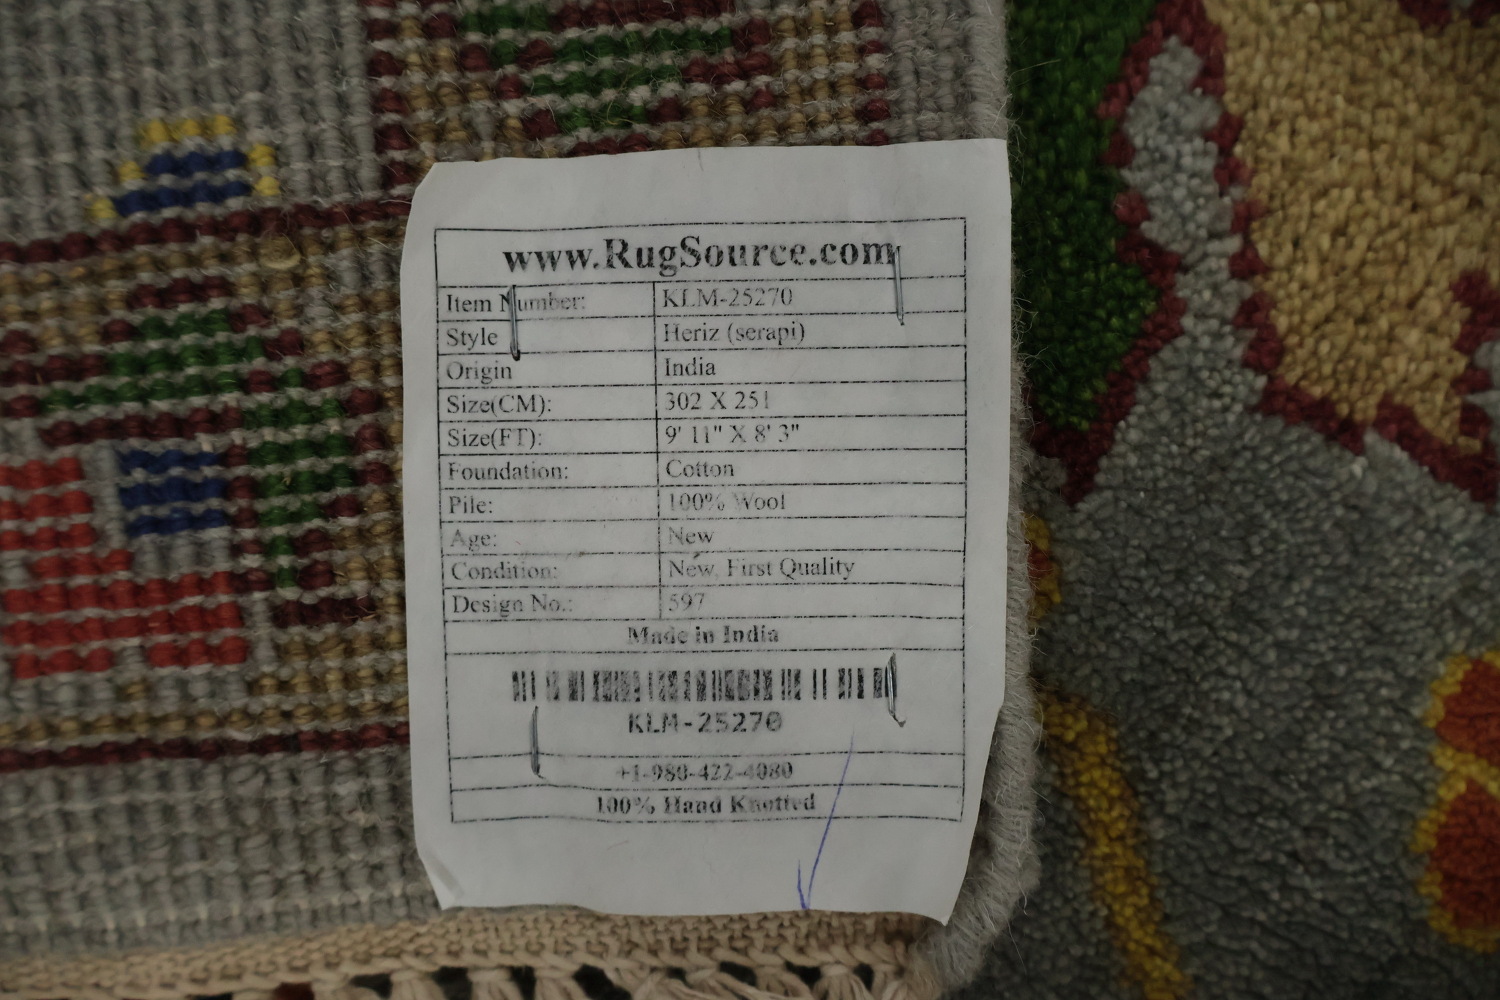 www.RugSource.com
Item Number: KLM-25270
Style Heriz (serapi)
Origin India
Size(CM): 302 X 251
Size(FT): 9' 11" X 8' 3"
Foundation: Cotton
Pile: 100% Wool
Age: New
Condition: New, First Quality
Design No.: 597
Made in India
KLM-25270
+1-980-422-4080
100% Hand Knotted